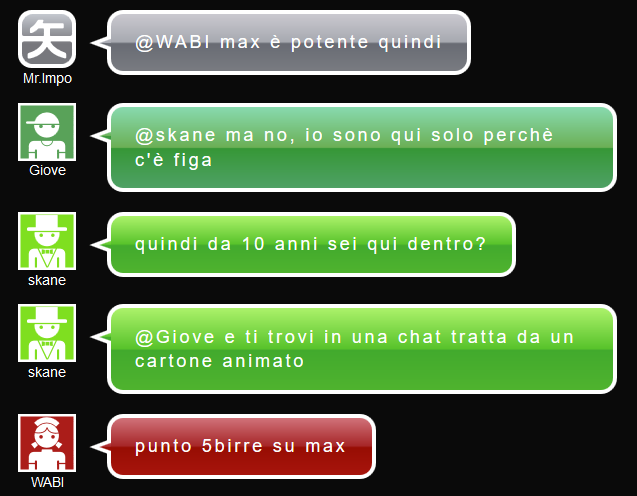 @WABI max è potente quindi
Mr.Impo
@skane ma no, io sono qui solo perchè
c'è figa
Giove
quindi da 10 anni sei qui dentro?
skane
@Giove e ti trovi in una chat tratta da un
cartone animato
skane
punto 5birre su max
WABI